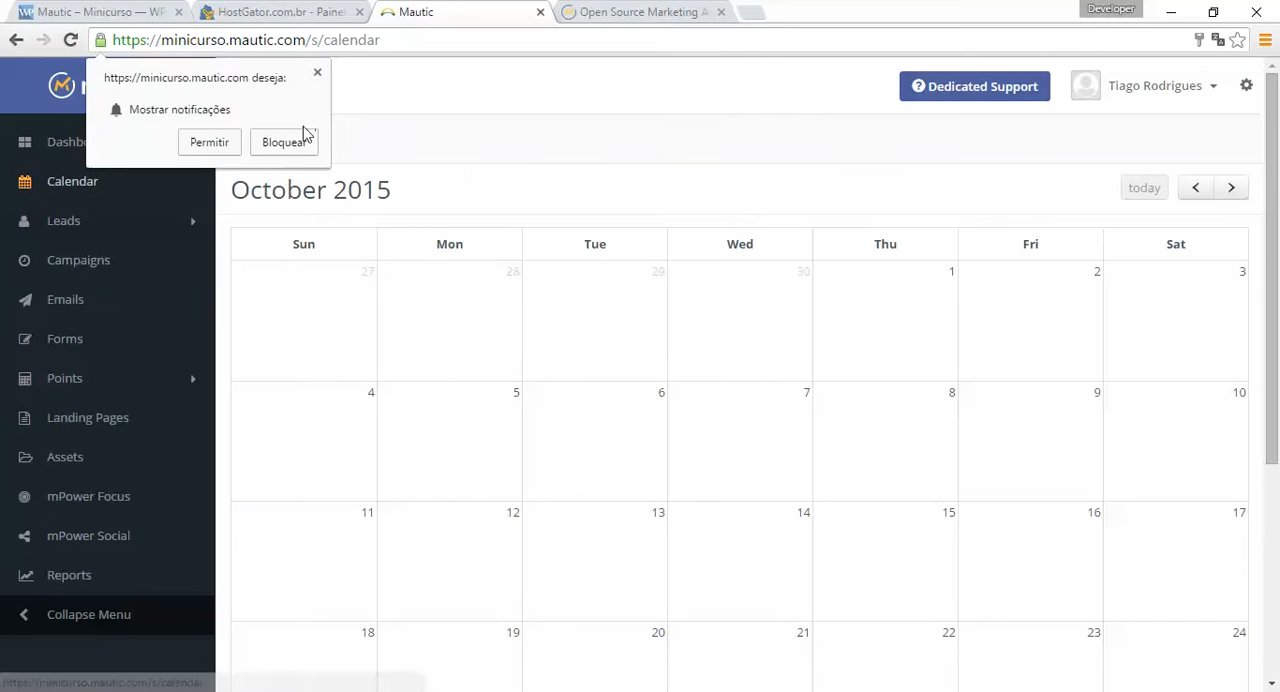 Mautic – Minicurso — WP
HostGator.com.br - Paine
Mautic
Open Source Marketing A
Developer
https://minicurso.mautic.com/s/calendar
https://minicurso.mautic.com deseja:
Mostrar notificações
Permitir
Bloquear
Dedicated Support
Tiago Rodrigues
Dashbo
Calendar
Leads
Campaigns
Emails
Forms
Points
Landing Pages
Assets
mPower Focus
mPower Social
Reports
Collapse Menu
October 2015
today
Sun Mon Tue Wed Thu Fri Sat
27 28 29 30 1 2 3
4 5 6 7 8 9 10
11 12 13 14 15 16 17
18 19 20 21 22 23 24
https://minicurso.mautic.com/s/calendar